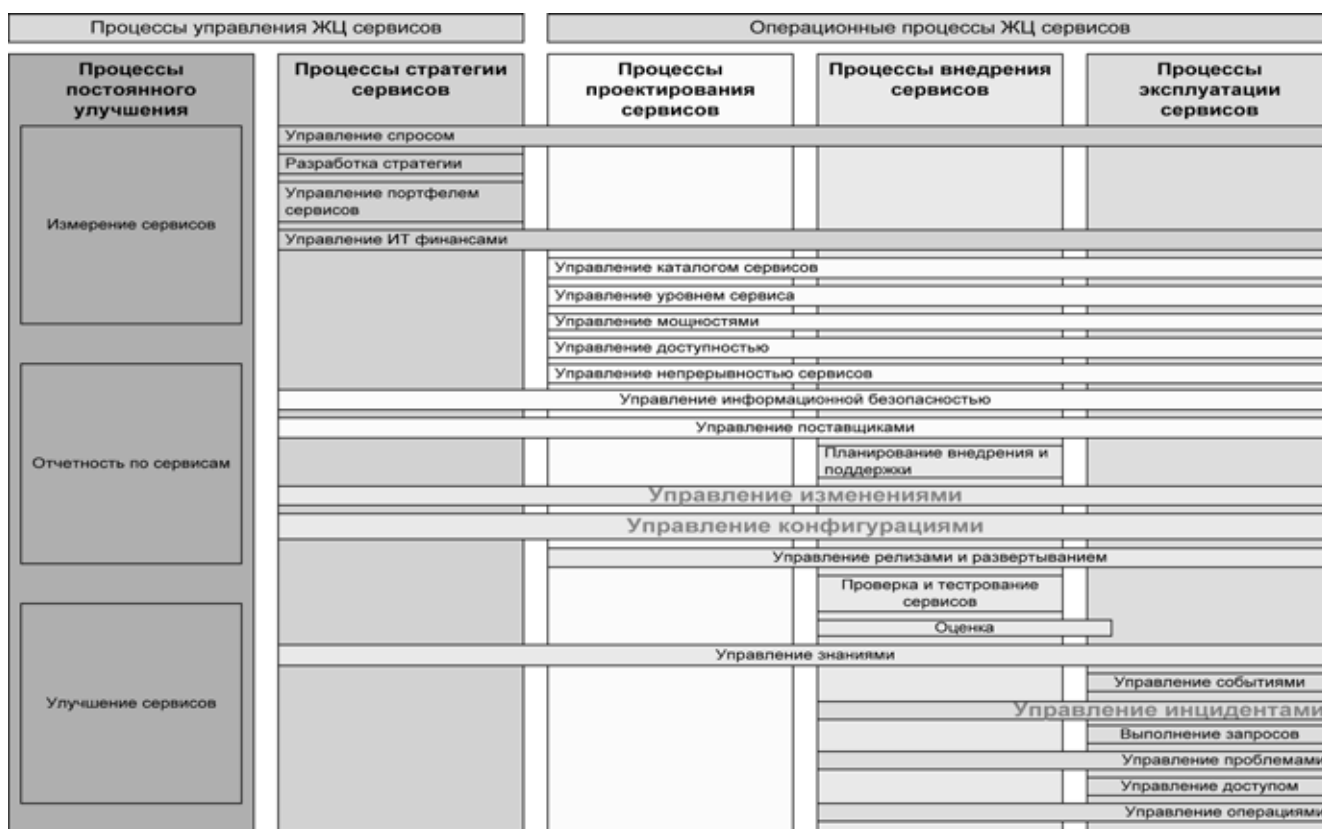 Процессы управления ЖЦ сервисов
Операционные процессы ЖЦ сервисов
Процессы
постоянного
улучшения
Процессы стратегии
сервисов
Процессы
проектирования
сервисов
Процессы внедрения
сервисов
Процессы
эксплуатации
сервисов
Измерение сервисов
Отчетность по сервисам
Улучшение сервисов
Управление спросом
Разработка стратегии
Управление портфелем
сервисов
Управление ИТ финансами
Управление каталогом сервисов
Управление уровнем сервиса
Управление мощностями
Управление доступностью
Управление непрерывностью сервисов
Управление информационной безопасностью
Управление поставщиками
Планирование внедрения и
поддержки
Управление изменениями
Управление конфигурациями
Управление релизами и развертыванием
Проверка и тестрование
сервисов
Оценка
Управление знаниями
Управление событиями
Управление инцидентами
Выполнение запросов
Управление проблемами
Управление доступом
Управление операциями